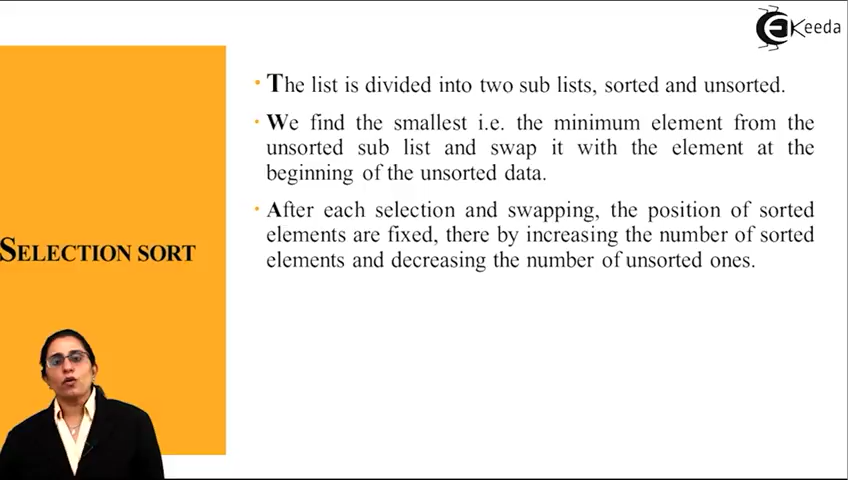 Keeda
The list is divided into two sub lists, sorted and unsorted.
We find the smallest i.e. the minimum element from the
unsorted sub list and swap it with the element at the
beginning of the unsorted data.
After each selection and swapping, the position of sorted
elements are fixed, there by increasing the number of sorted
elements and decreasing the number of unsorted ones.
SELECTION SORT